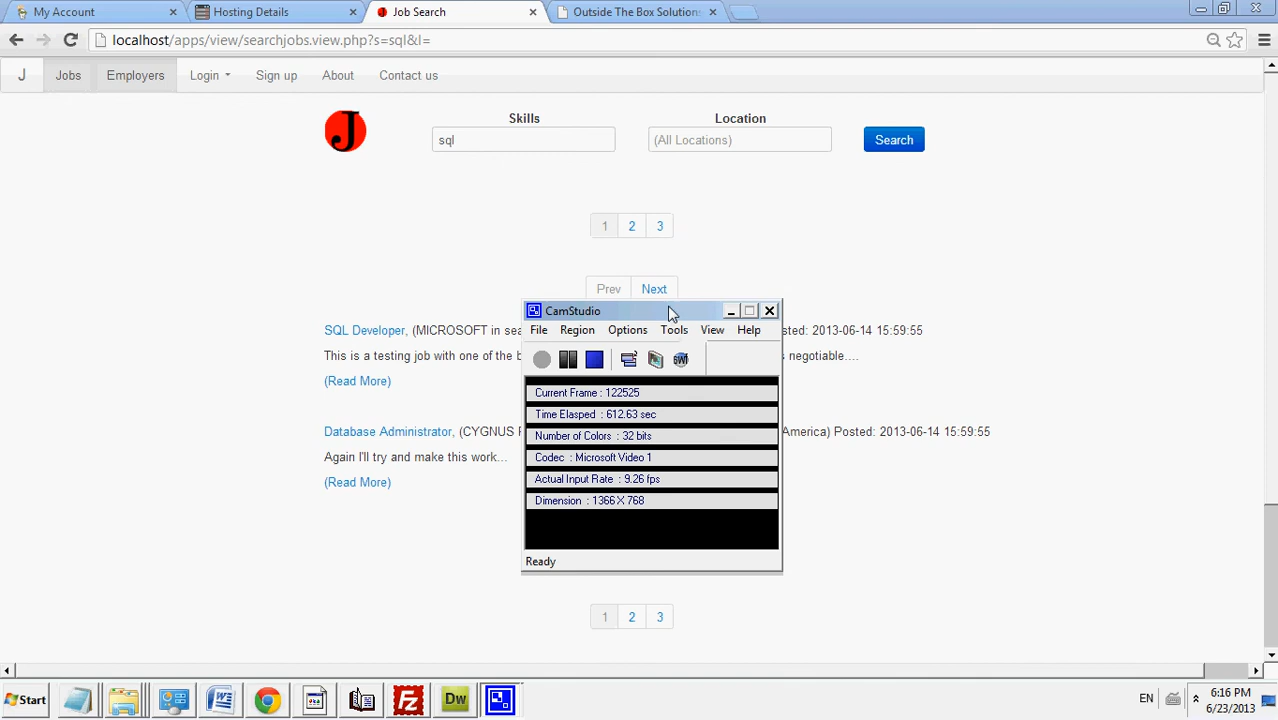 My Account
Hosting Details
Job Search
Outside The Box Solutions
localhost/apps/view/searchjobs.view.php?s=sql&l=
J Jobs Employers Login Sign up About Contact us
J
Skills Location
sql (All Locations) Search
1 2 3
Prev Next
CamStudio
File Region Options Tools View Help
SQL Developer, (MICROSOFT in sea osted: 2013-06-14 15:59:55
This is a testing job with one of the b negotiable....
(Read More)
Current Frame : 122525
Time Elasped : 612.63 sec
Number of Colors : 32 bits
Codec : Microsoft Video 1
Actual Input Rate : 9.26 fps
Dimension : 1366 X 768
Ready
Database Administrator, (CYGNUS America) Posted: 2013-06-14 15:59:55
Again I'll try and make this work...
(Read More)
1 2 3
Start
W
Fz
Dw
EN
6:16 PM
6/23/2013